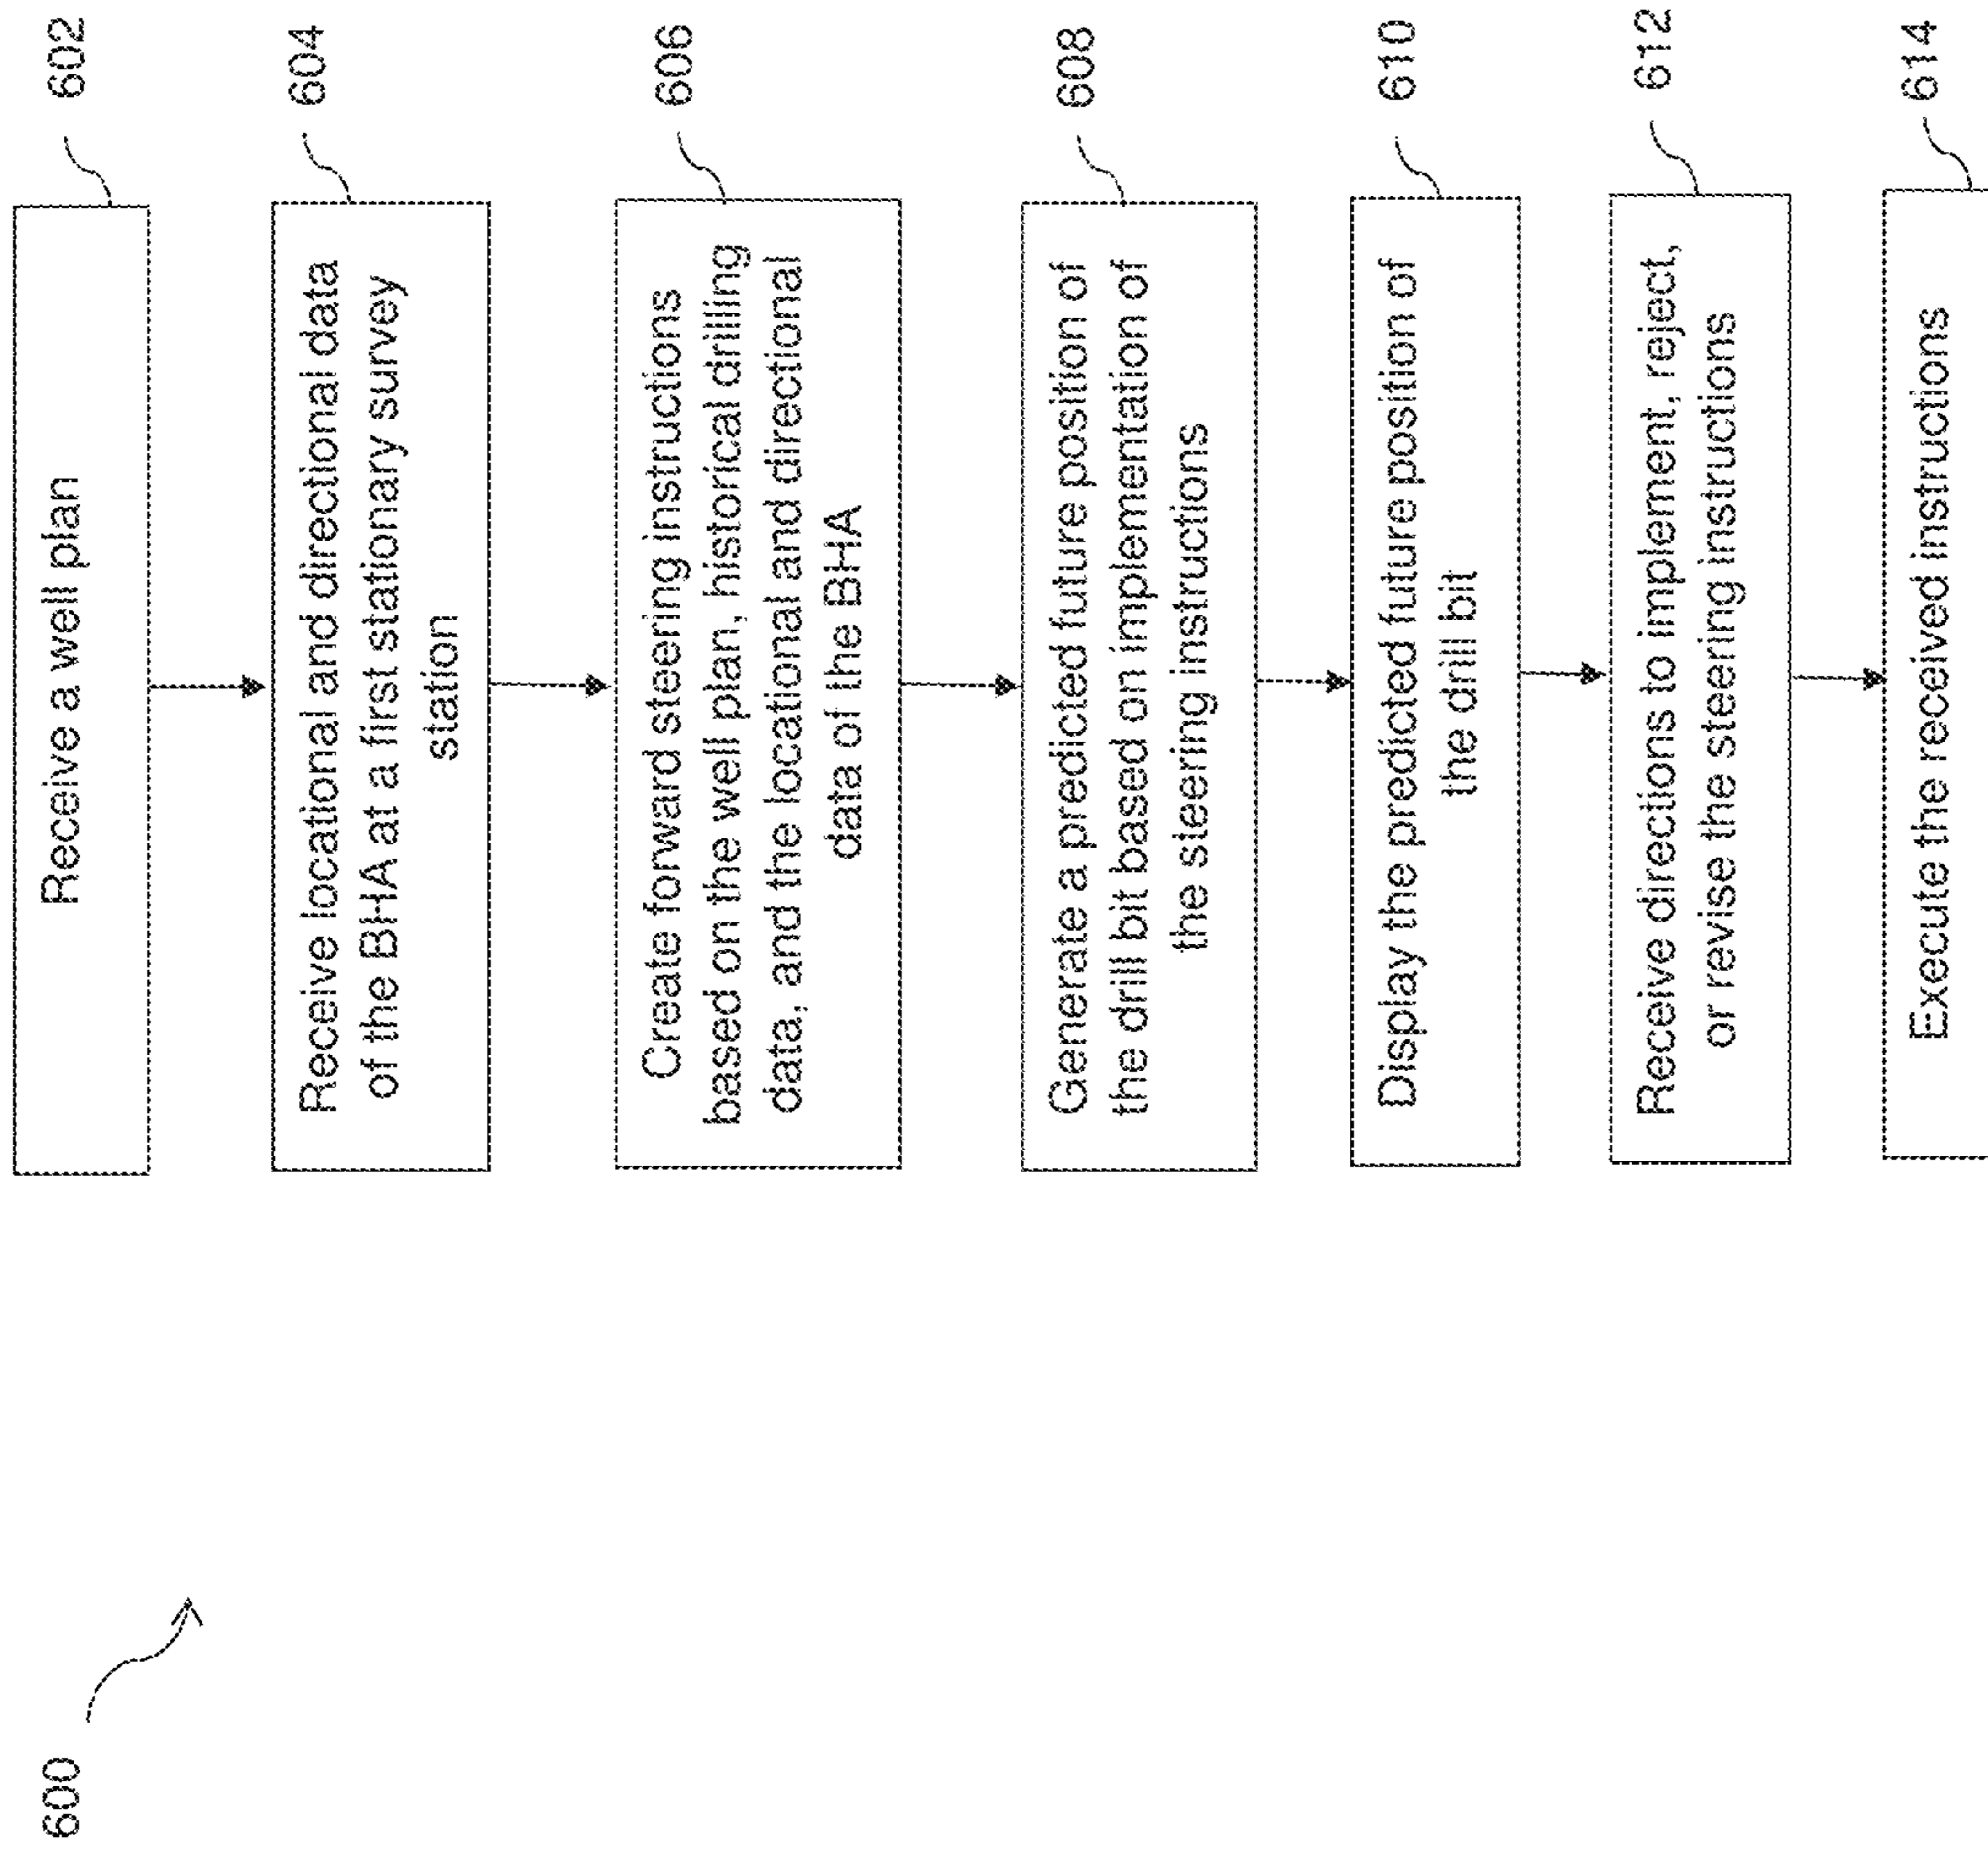 600
Receive a well plan
602
Receive locational and directional data
of the BHA at a first stationary survey
station
604
Create forward steering instructions
based on the well plan, historical drilling
data, and the locational and directional
data of the BHA
606
Generate a predicted future position of
the drill bit based on implementation of
the steering instructions
608
Display the predicted future position of
the drill bit
610
Receive directions to implement, reject,
or revise the steering instructions
612
Execute the received instructions
614